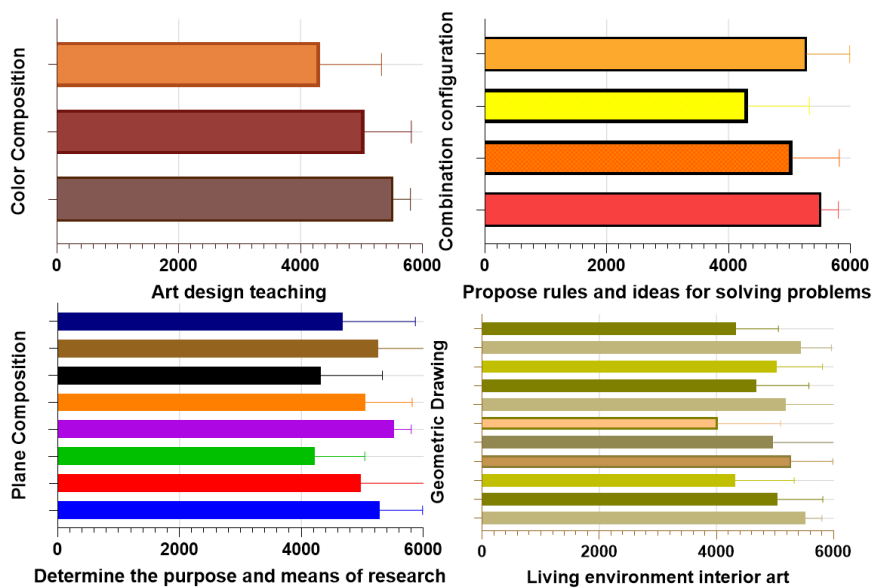 Color Composition
0 2000 4000 6000
Art design teaching
Combination configuration
0 2000 4000 6000
Propose rules and ideas for solving problems
Plane Composition
0 2000 4000 6000
Determine the purpose and means of research
Geometric Drawing
0 2000 4000 6000
Living environment interior art